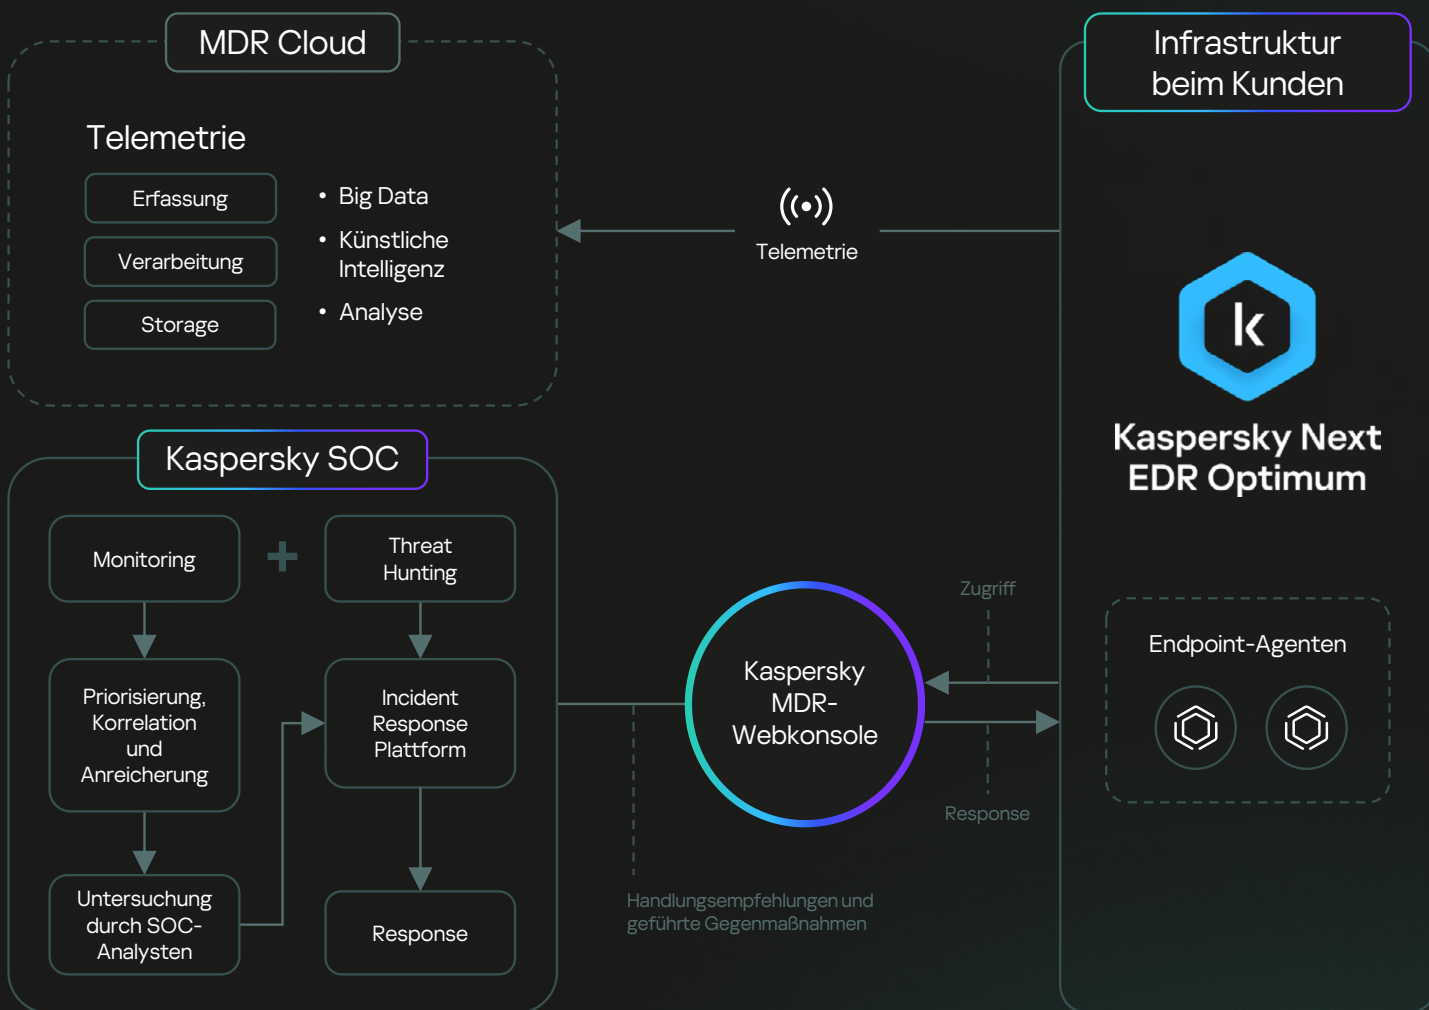 MDR Cloud
Telemetrie
Erfassung
Verarbeitung
Storage
• Big Data
• Künstliche
Intelligenz
• Analyse
Telemetrie
Infrastruktur
beim Kunden
k
Kaspersky Next
EDR Optimum
Endpoint-Agenten
Kaspersky SOC
Monitoring
+
Threat
Hunting
Priorisierung,
Korrelation
und
Anreicherung
Incident
Response
Plattform
Untersuchung
durch SOC-
Analysten
Response
Kaspersky
MDR-
Webkonsole
Zugriff
Response
Handlungsempfehlungen und
geführte Gegenmaßnahmen